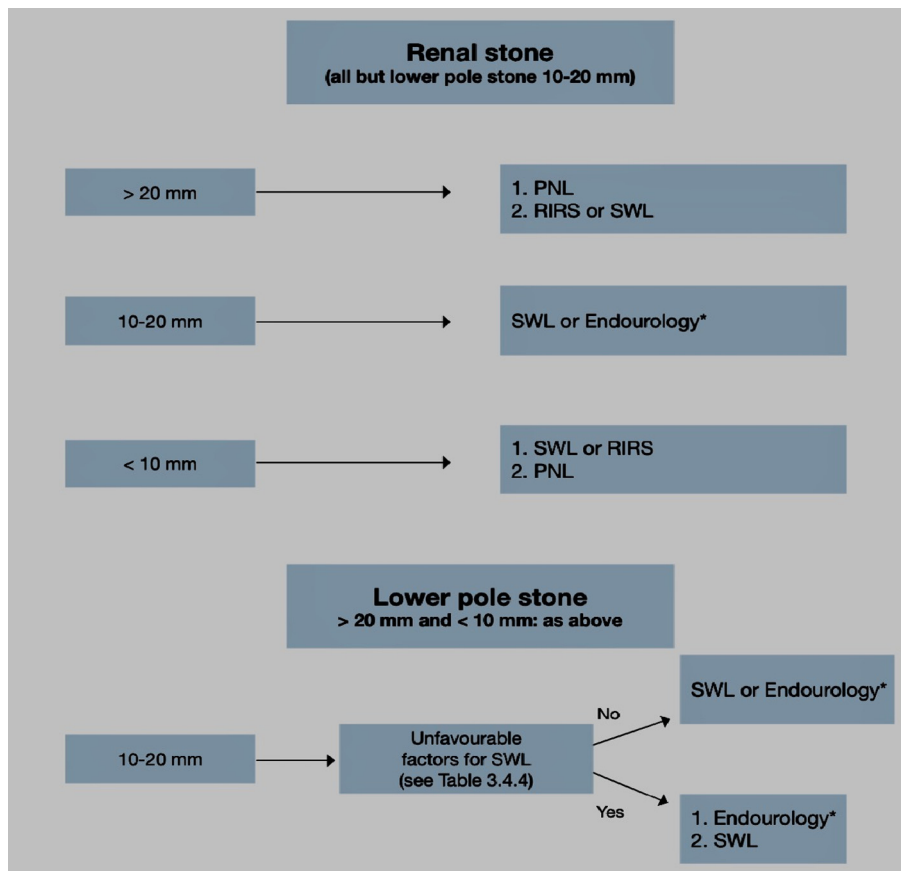 Renal stone
(all but lower pole stone 10-20 mm)
> 20 mm
1. PNL
2. RIRS or SWL
10-20 mm
SWL or Endourology*
< 10 mm
1. SWL or RIRS
2. PNL
Lower pole stone
> 20 mm and < 10 mm: as above
10-20 mm
Unfavourable
factors for SWL
(see Table 3.4.4)
No
SWL or Endourology*
Yes
1. Endourology*
2. SWL